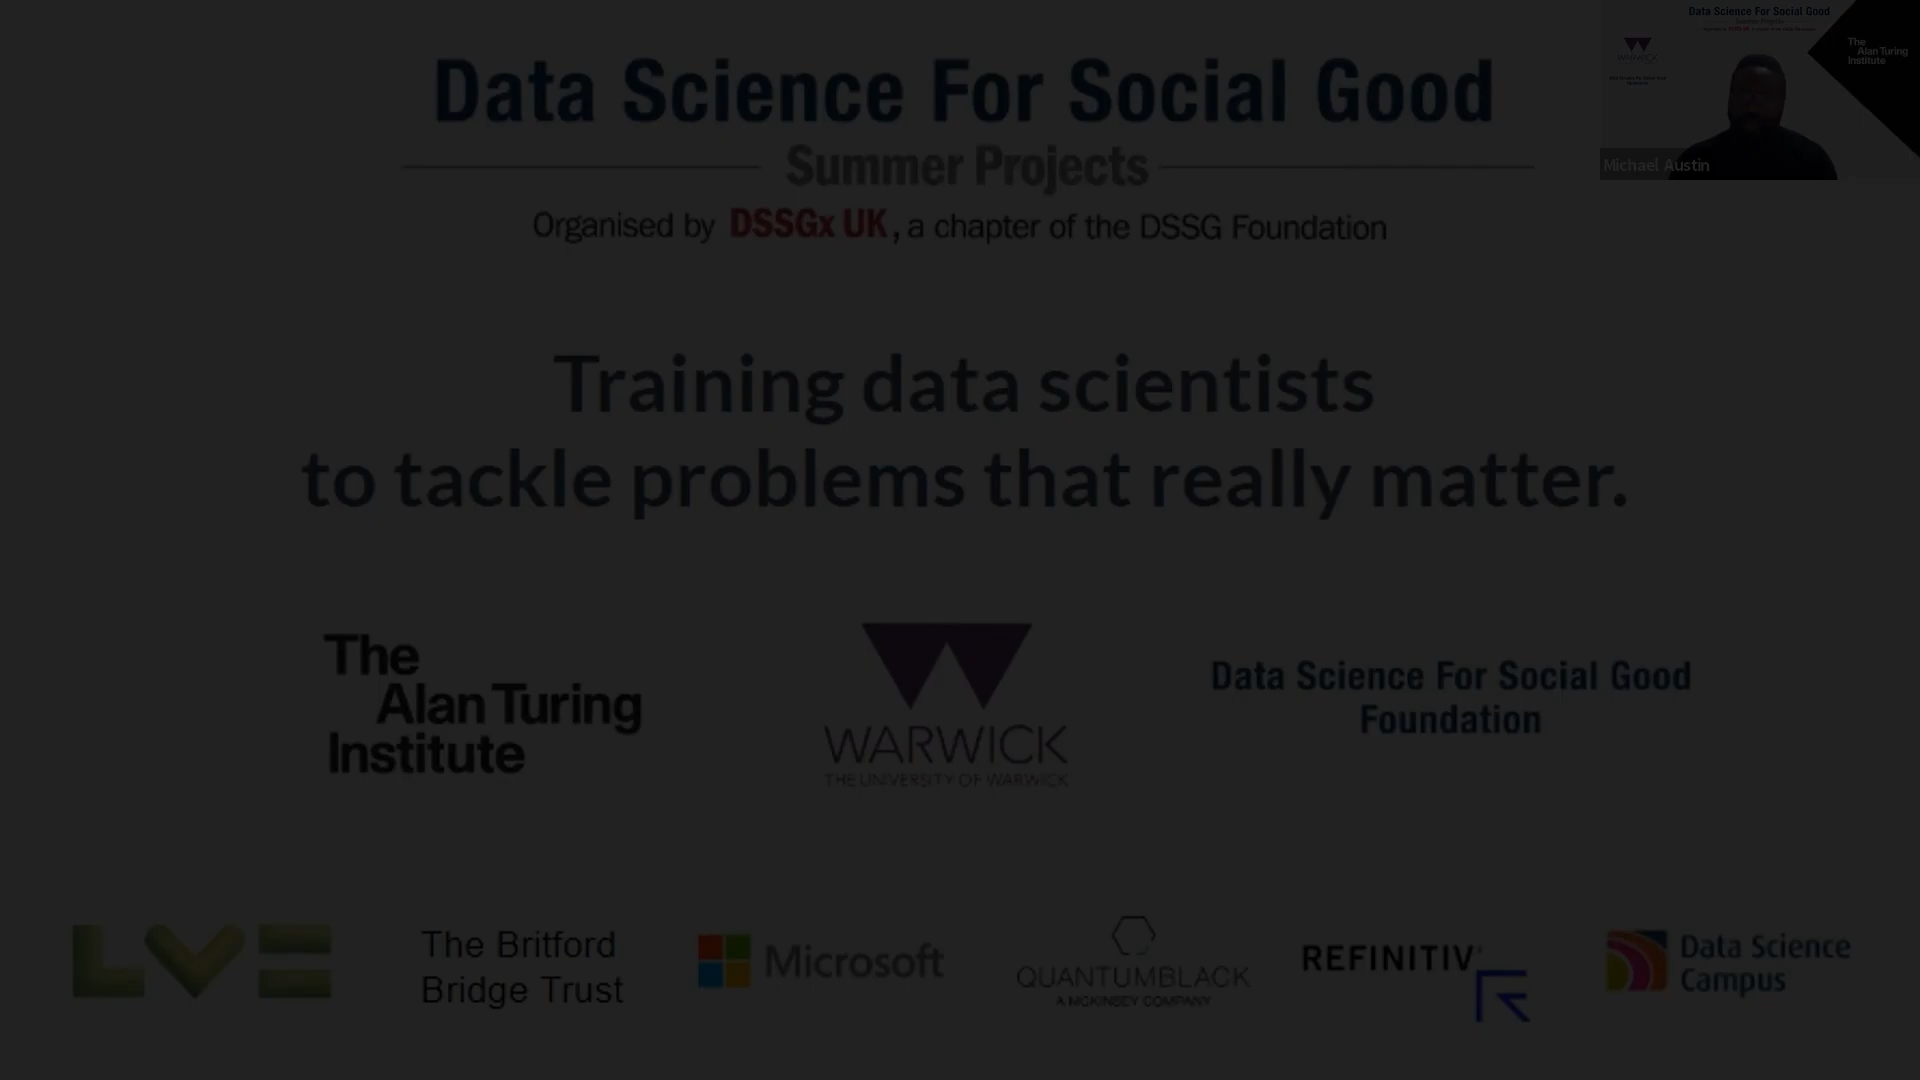 Data Science For Social Good
Summer Projects
Organised by DSSGx UK, a chapter of the DSSG Foundation
Training data scientists
to tackle problems that really matter.
The
Alan Turing
Institute
WARWICK
THE UNIVERSITY OF WARWICK
Data Science For Social Good
Foundation
LV=
The Britford
Bridge Trust
Microsoft
QUANTUMBLACK
A MCKINSEY COMPANY
REFINITIV
Data Science
Campus
Data Science For Social Good
Summer Projects
WARWICK
The
Alan Turing
Institute
Michael Austin